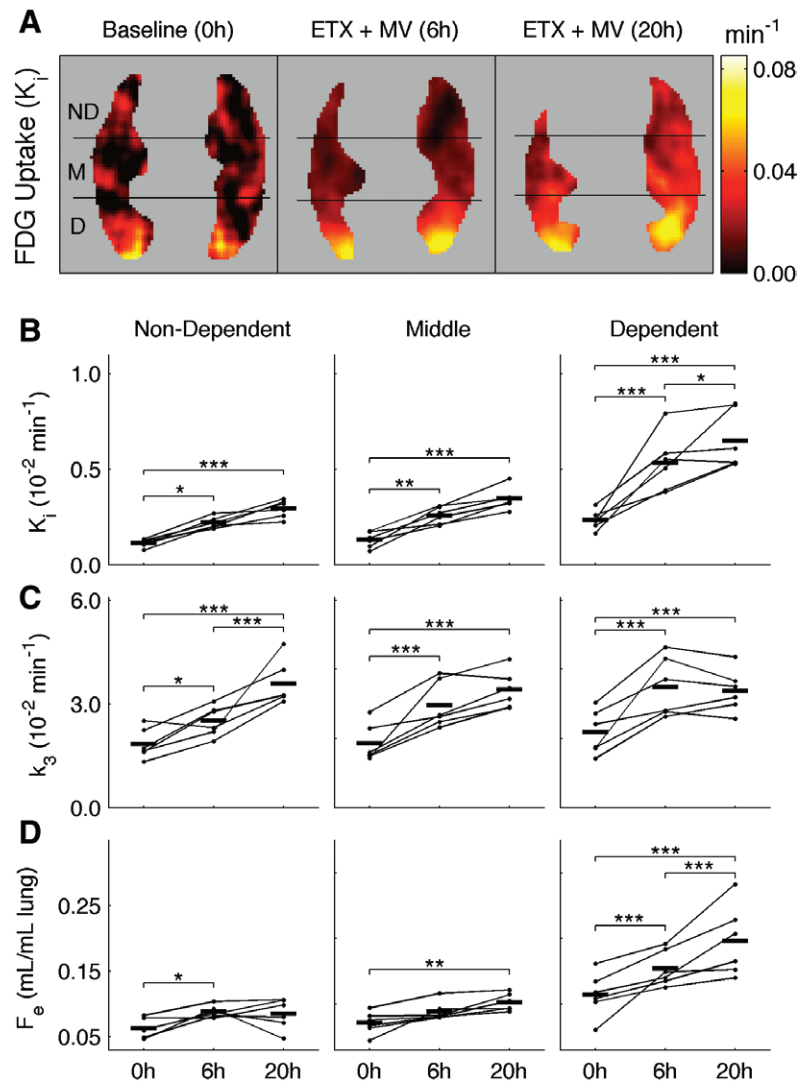 A
Baseline (0h)
ETX + MV (6h)
ETX + MV (20h)
min⁻¹
FDG Uptake (Kᵢ)
ND
M
D
0.08
0.04
0.00
B
Non-Dependent
Middle
Dependent
Kᵢ (10⁻² min⁻¹)
1.0
0.5
0.0
*
***
**
***
***
***
*
C
k₃ (10⁻² min⁻¹)
6.0
3.0
0.0
***
***
*
***
***
***
***
D
Fₑ (mL/mL lung)
0.25
0.15
0.05
*
**
***
***
***
0h 6h 20h
0h 6h 20h
0h 6h 20h